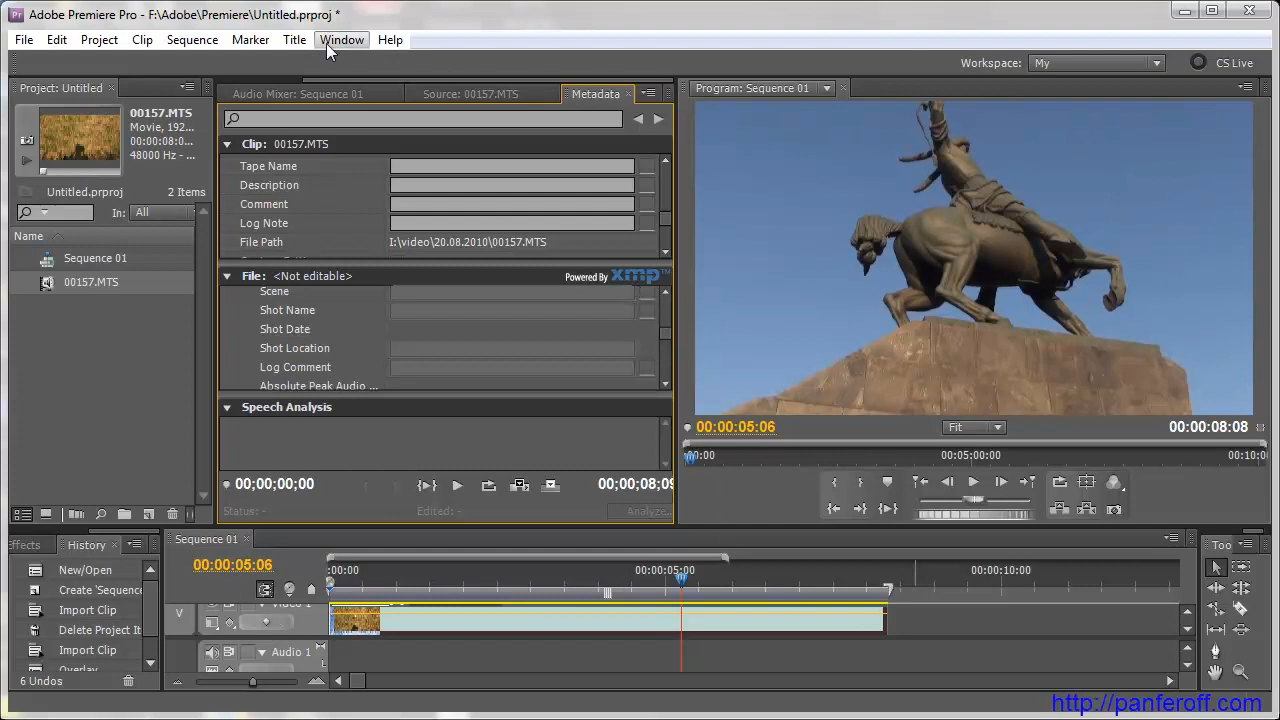 Adobe Premiere Pro - F:\Adobe\Premiere\Untitled.prproj *
File Edit Project Clip Sequence Marker Title Window Help
Workspace: My CS Live
Project: Untitled
00157.MTS
Movie, 192...
00:00:08:0...
48000 Hz - ...
Untitled.prproj 2 Items
In: All
Name
Sequence 01
00157.MTS
Audio Mixer: Sequence 01 Source: 00157.MTS Metadata
Clip: 00157.MTS
Tape Name
Description
Comment
Log Note
File Path I:\video\20.08.2010\00157.MTS
File: <Not editable> Powered By xmp™
Scene
Shot Name
Shot Date
Shot Location
Log Comment
Absolute Peak Audio ...
Speech Analysis
00;00;00;00 00;00;08;09
Status: - Edited: - Analyze...
Program: Sequence 01
00:00:05:06 Fit 00:00:08:08
00:00 00:05:00:00 00:10:0
ffects History
New/Open
Create 'Sequenc
Import Clip
Delete Project It
Import Clip
Overlay
6 Undos
Sequence 01
00:00:05:06
:00:00 00:00:05:00 00:00:10:00
V Video 1
Audio 1
Too
http://panferoff.com